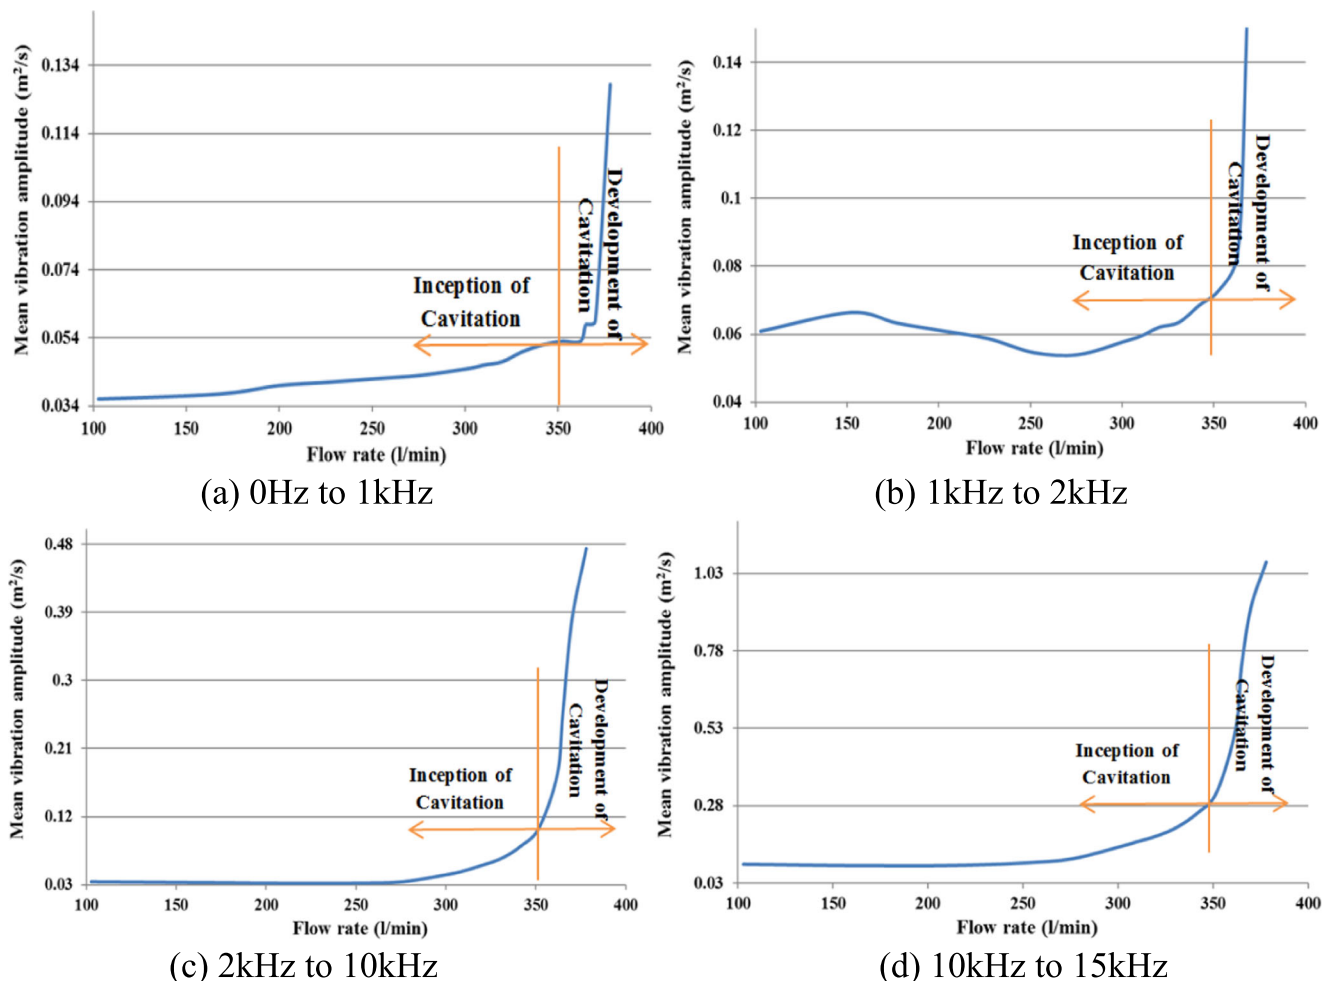 Mean vibration amplitude (m²/s)
0.134
0.114
0.094
0.074
0.054
0.034
Inception of
Cavitation
Development of
Cavitation
100 150 200 250 300 350 400
Flow rate (l/min)
(a) 0Hz to 1kHz
Mean vibration amplitude (m²/s)
0.14
0.12
0.1
0.08
0.06
0.04
Inception of
Cavitation
Development of
Cavitation
100 150 200 250 300 350 400
Flow rate (l/min)
(b) 1kHz to 2kHz
Mean vibration amplitude (m²/s)
0.48
0.39
0.3
0.21
0.12
0.03
Inception of
Cavitation
Development of
Cavitation
100 150 200 250 300 350 400
Flow rate (l/min)
(c) 2kHz to 10kHz
Mean vibration amplitude (m²/s)
1.03
0.78
0.53
0.28
0.03
Inception of
Cavitation
Development of
Cavitation
100 150 200 250 300 350 400
Flow rate (l/min)
(d) 10kHz to 15kHz